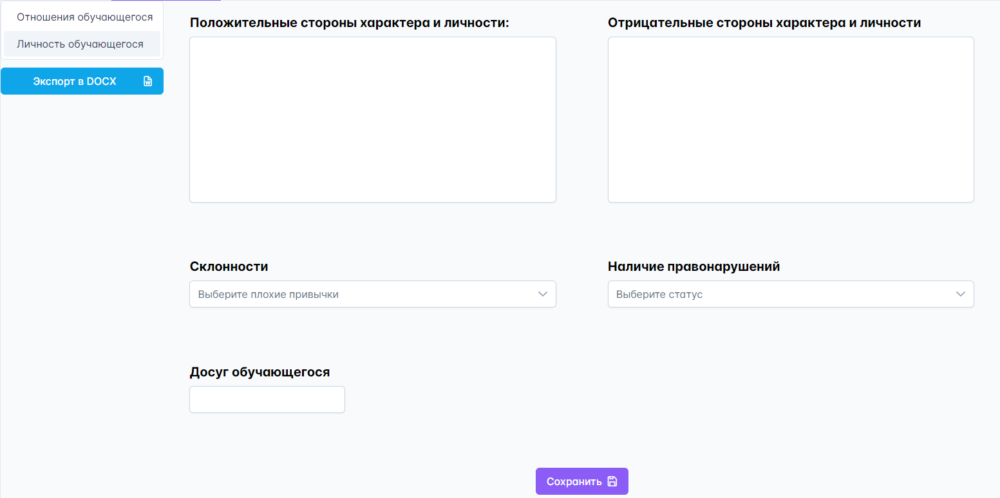 Отношения обучающегося
Личность обучающегося
Экспорт в DOCX
Положительные стороны характера и личности:
Отрицательные стороны характера и личности
Склонности
Выберите плохие привычки
Наличие правонарушений
Выберите статус
Досуг обучающегося
Сохранить